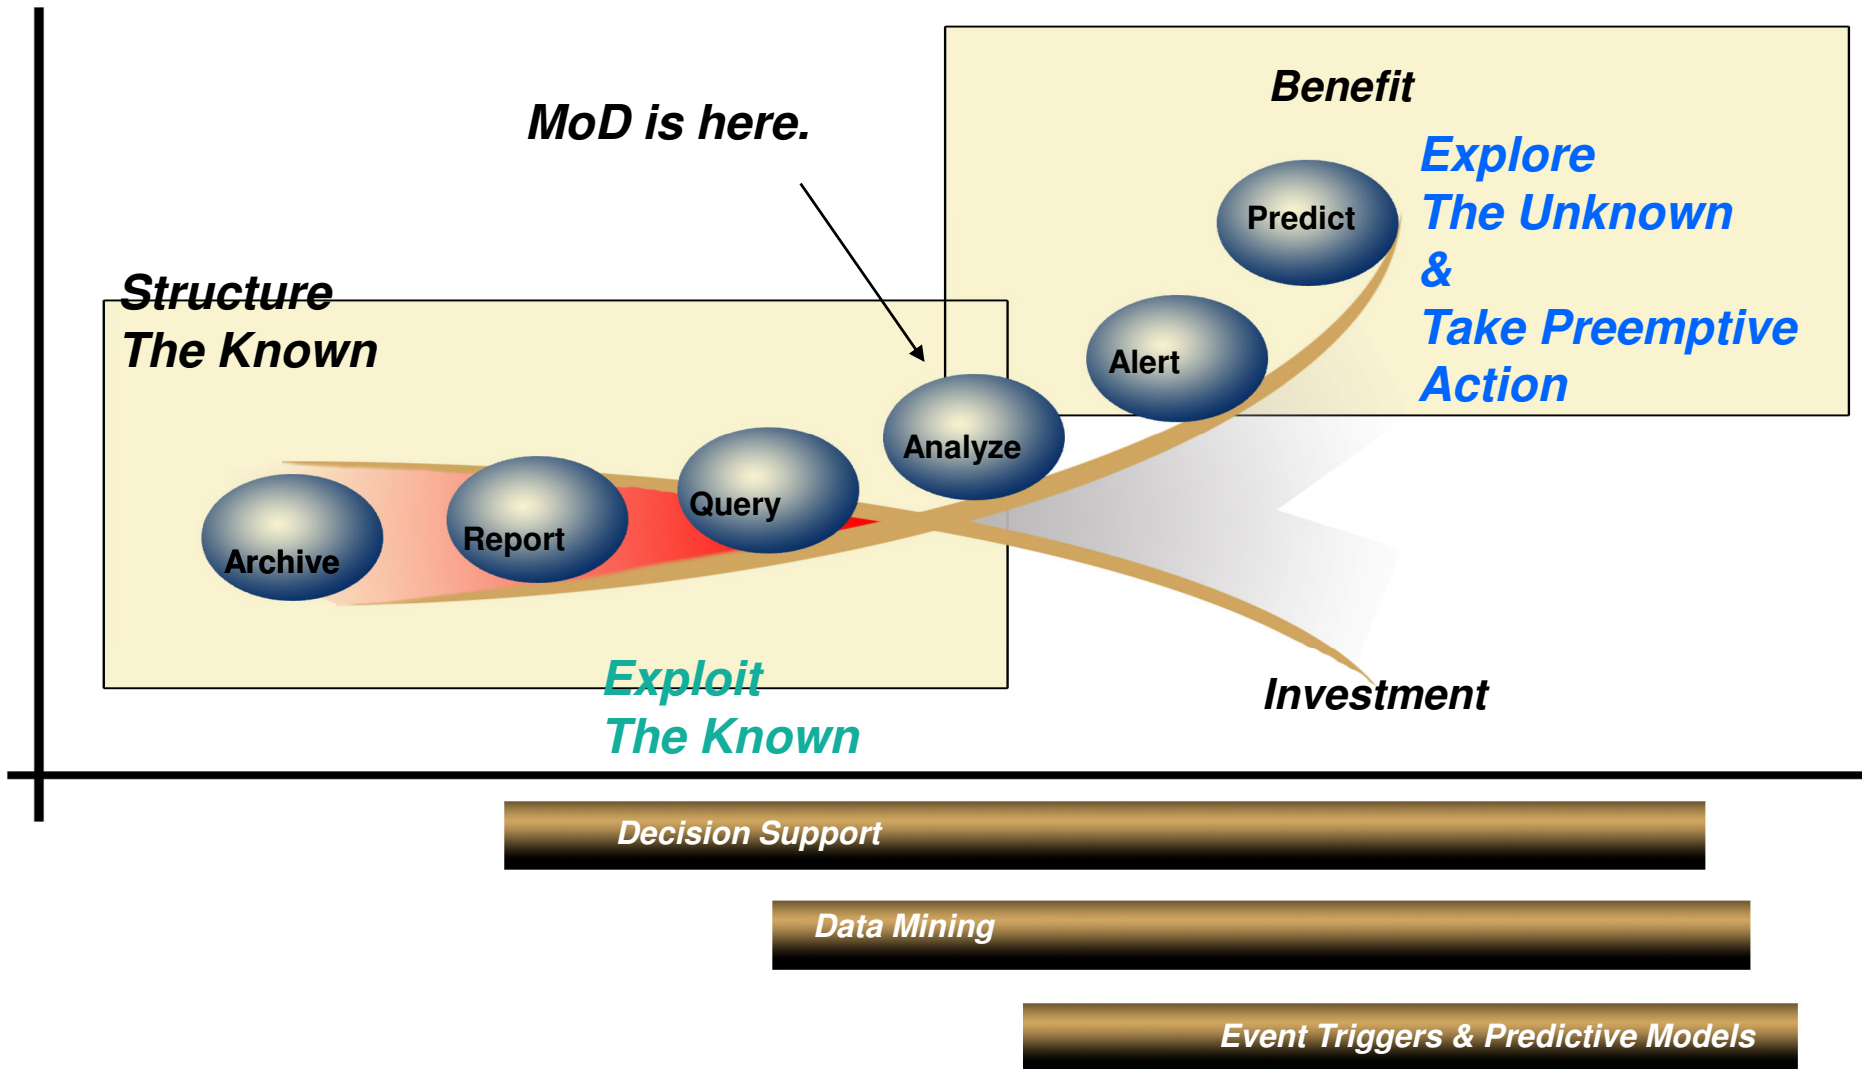 Benefit
MoD is here.
Explore
The Unknown
&
Take Preemptive
Action
Predict
Structure
The Known
Alert
Analyze
Query
Report
Archive
Exploit
The Known
Investment
Decision Support
Data Mining
Event Triggers & Predictive Models